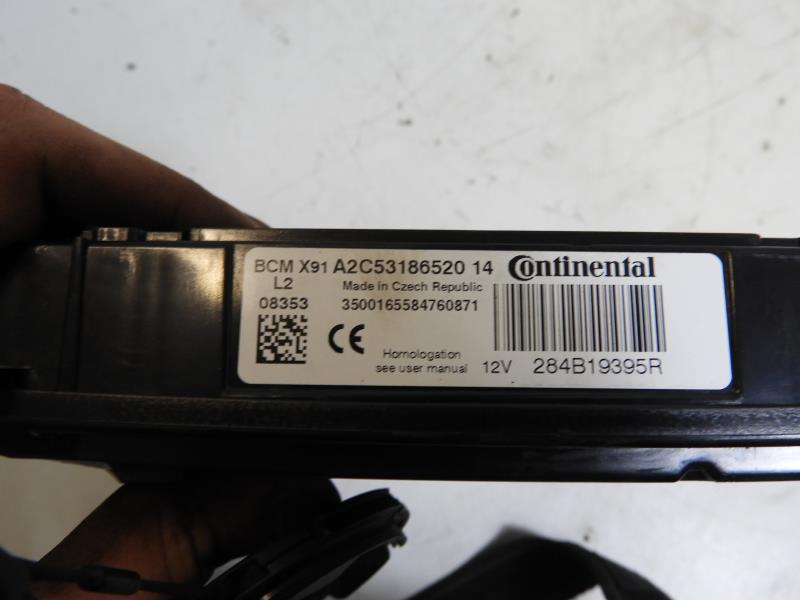 BCM X91 A2C53186520 14 Continental
L2 Made in Czech Republic
08353 3500165584760871
CE
Homologation
see user manual 12V 284B19395R